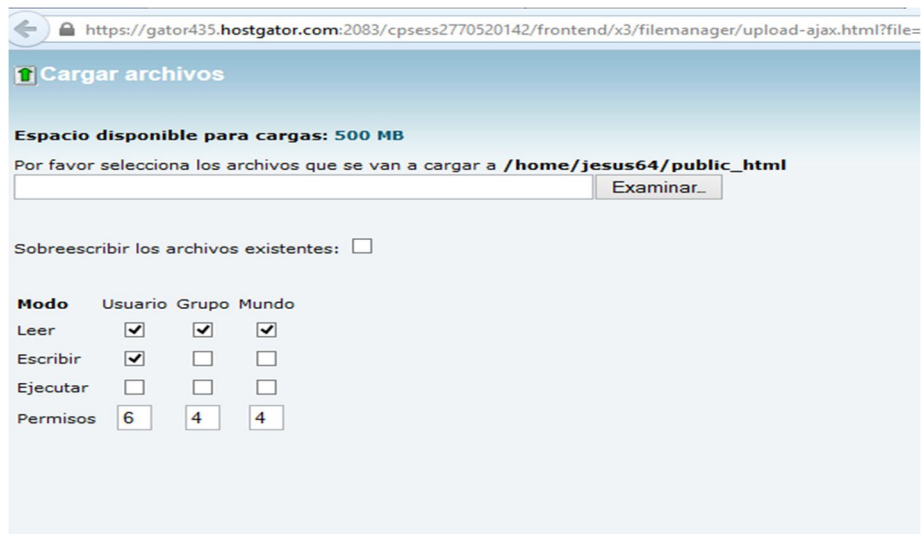 https://gator435.hostgator.com:2083/cpsess2770520142/frontend/x3/filemanager/upload-ajax.html?file=
Cargar archivos
Espacio disponible para cargas: 500 MB
Por favor selecciona los archivos que se van a cargar a /home/jesus64/public_html
Examinar...
Sobreescribir los archivos existentes:
Modo Usuario Grupo Mundo
Leer
Escribir
Ejecutar
Permisos 6 4 4